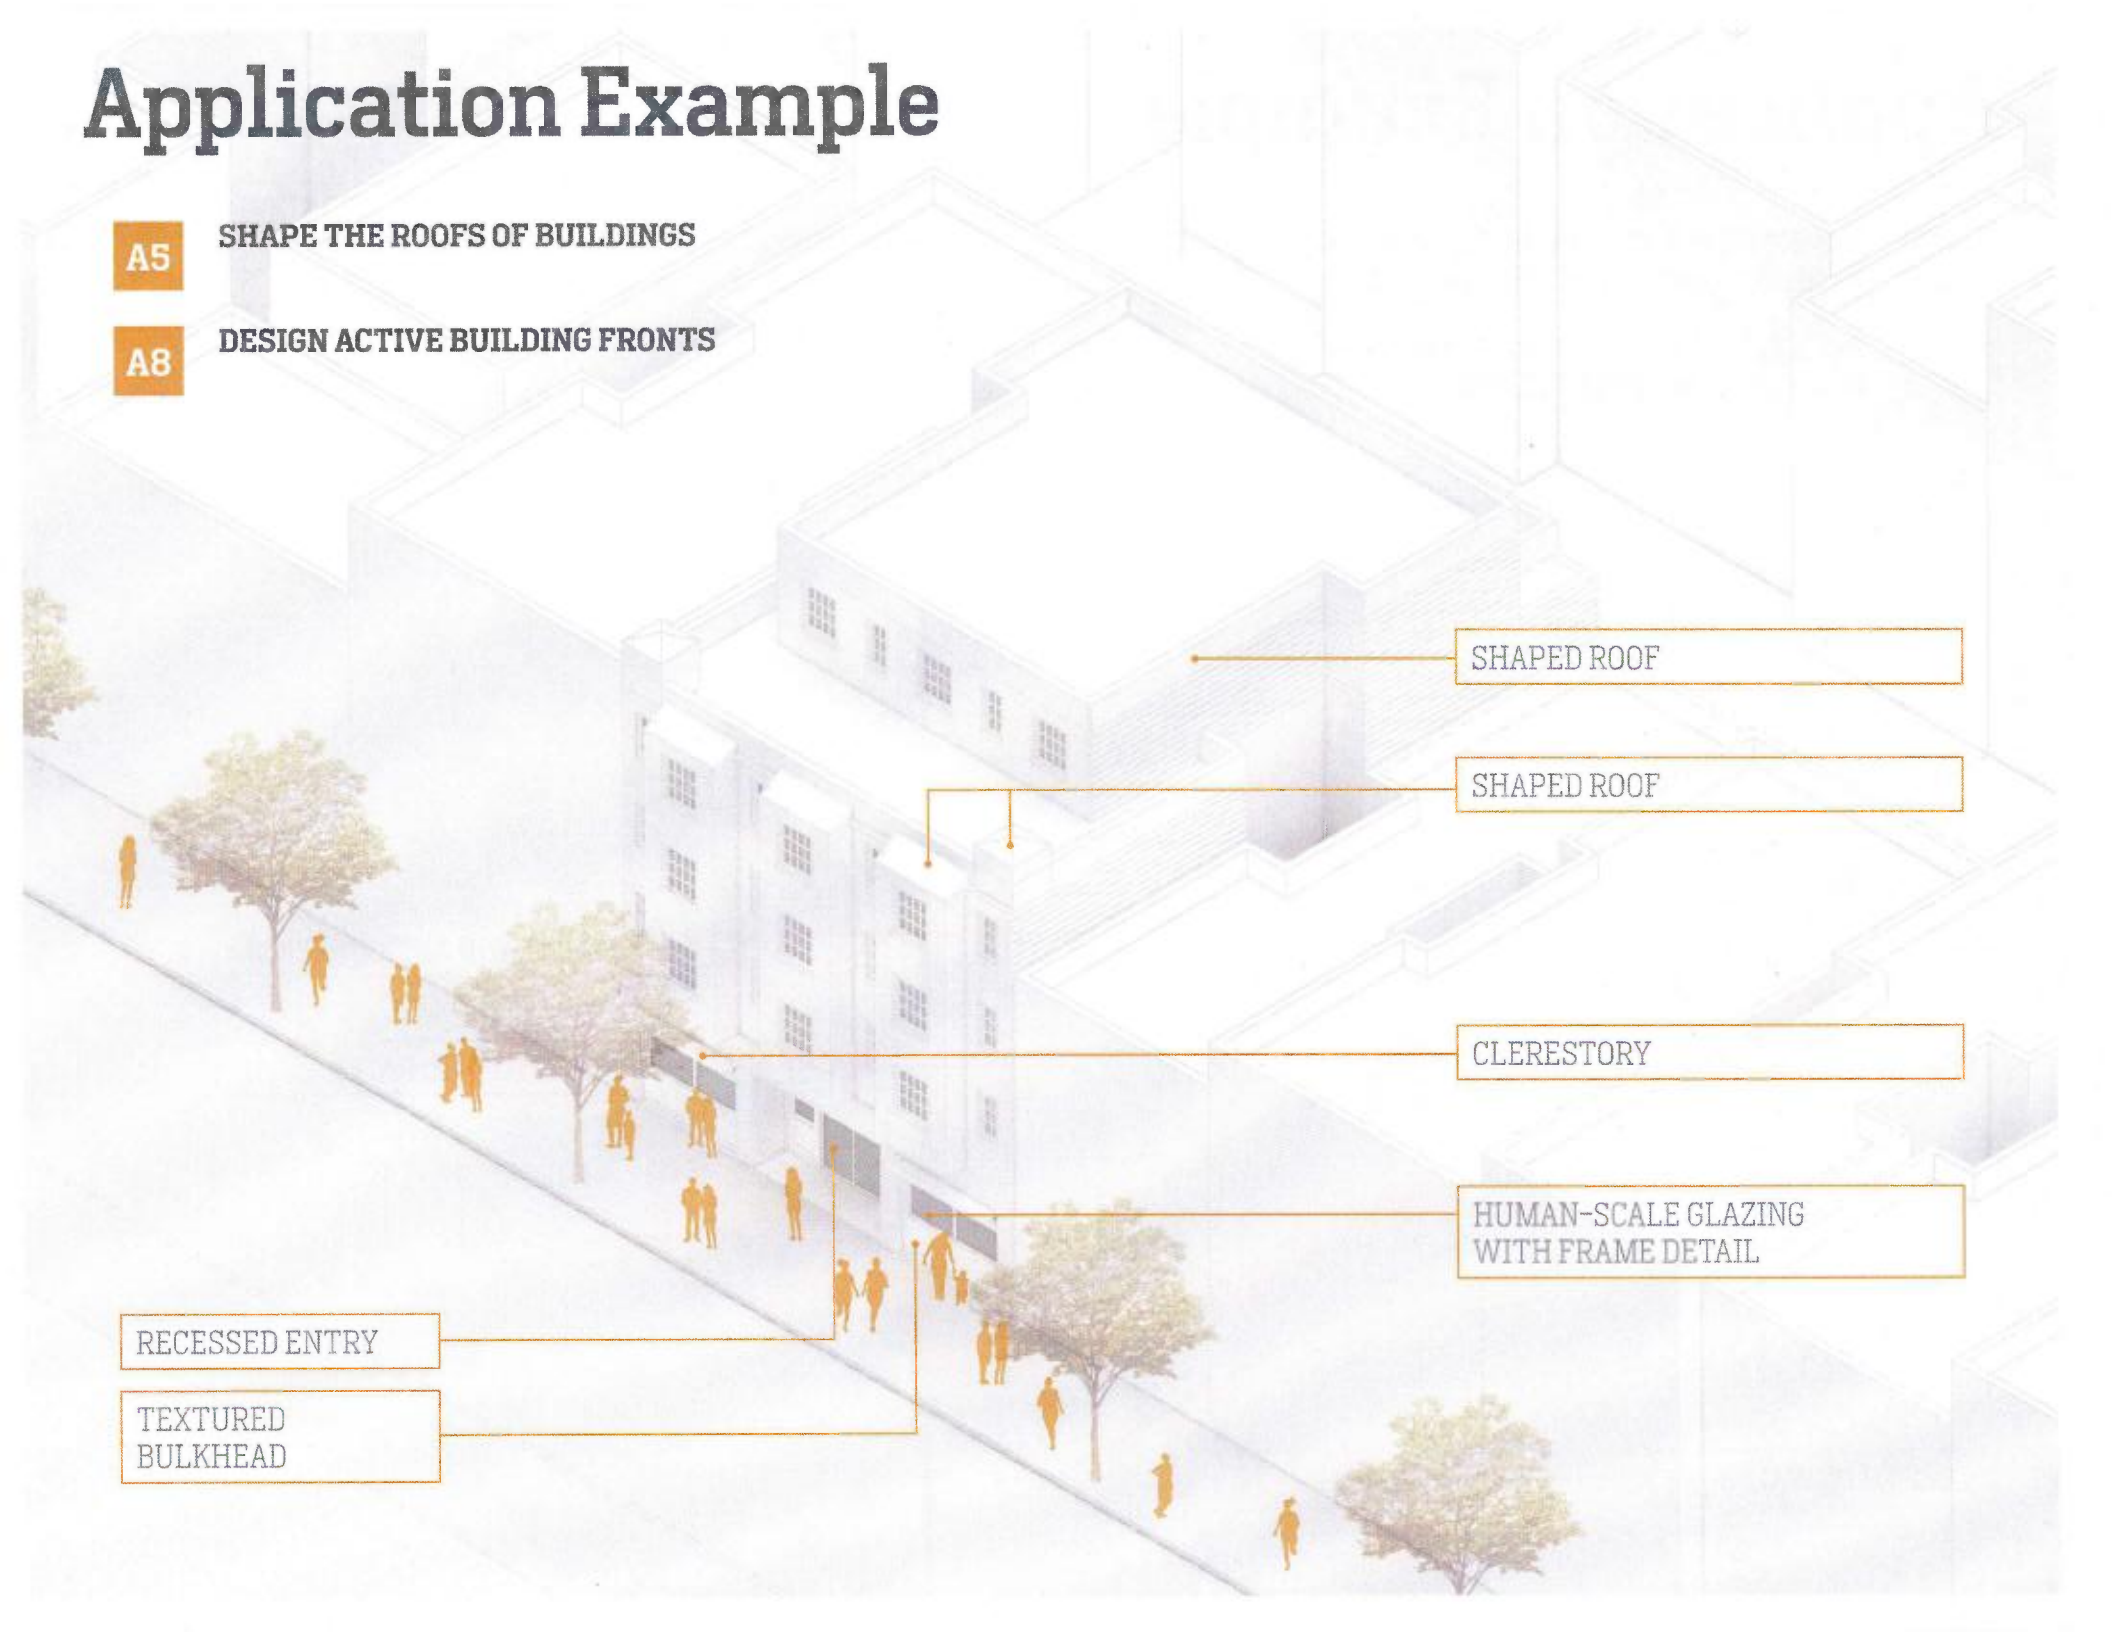 Application Example
A5
SHAPE THE ROOFS OF BUILDINGS
A8
DESIGN ACTIVE BUILDING FRONTS
SHAPED ROOF
SHAPED ROOF
CLERESTORY
HUMAN-SCALE GLAZING
WITH FRAME DETAIL
RECESSED ENTRY
TEXTURED
BULKHEAD